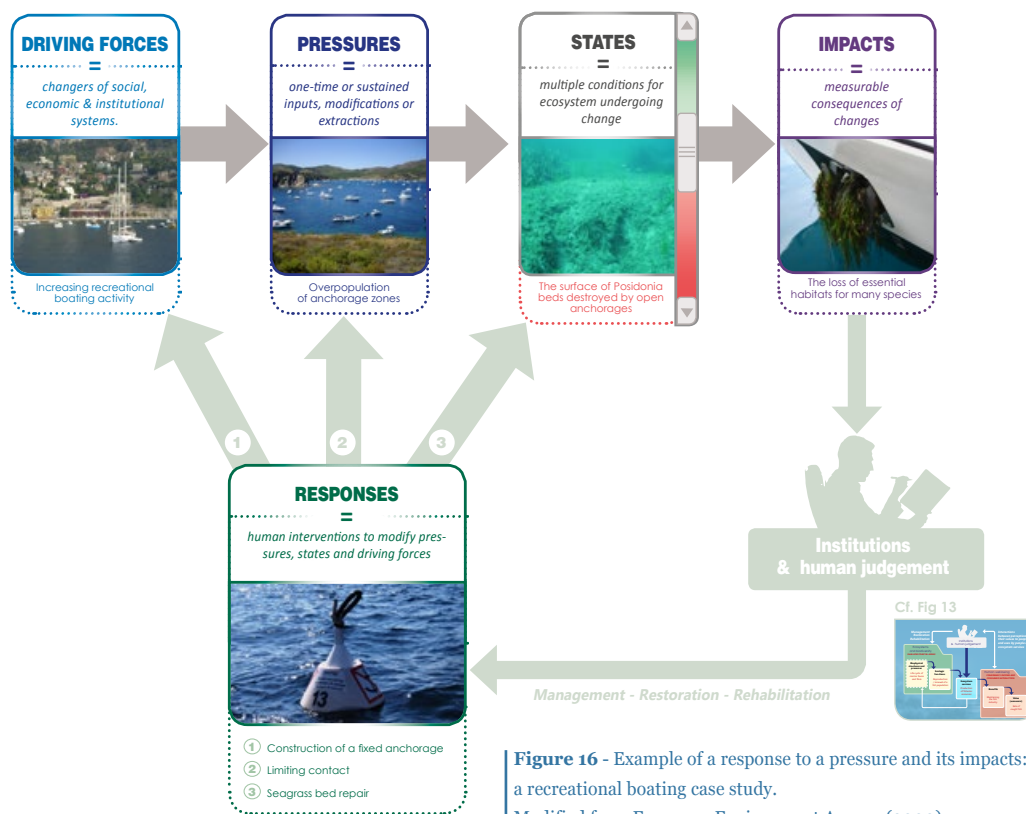 DRIVING FORCES
=
changers of social,
economic & institutional
systems.
Increasing recreational
boating activity
PRESSURES
=
one-time or sustained
inputs, modifications or
extractions
Overpopulation
of anchorage zones
STATES
=
multiple conditions for
ecosystem undergoing
change
The surface of Posidonia
beds destroyed by open
anchorages
IMPACTS
=
measurable
consequences of
changes
The loss of essential
habitats for many species
1
2
3
RESPONSES
=
human interventions to modify pres-
sures, states and driving forces
13
1 Construction of a fixed anchorage
2 Limiting contact
3 Seagrass bed repair
Institutions
& human judgement
Cf. Fig 13
Management - Restoration - Rehabilitation
Figure 16 - Example of a response to a pressure and its impacts:
a recreational boating case study.